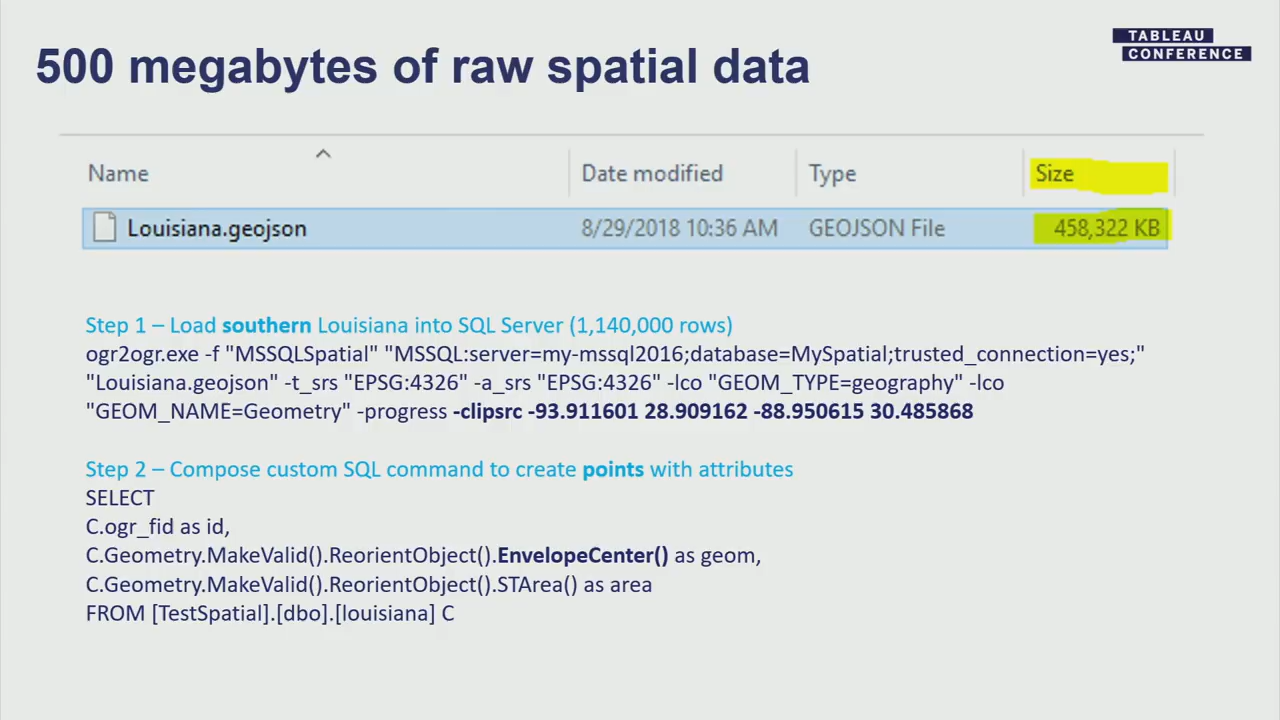 TABLEAU
CONFERENCE
500 megabytes of raw spatial data
Name Date modified Type Size
Louisiana.geojson 8/29/2018 10:36 AM GEOJSON File 458,322 KB
Step 1 – Load southern Louisiana into SQL Server (1,140,000 rows)
ogr2ogr.exe -f "MSSQLSpatial" "MSSQL:server=my-mssql2016;database=MySpatial;trusted_connection=yes;"
"Louisiana.geojson" -t_srs "EPSG:4326" -a_srs "EPSG:4326" -lco "GEOM_TYPE=geography" -lco
"GEOM_NAME=Geometry" -progress -clipsrc -93.911601 28.909162 -88.950615 30.485868
Step 2 – Compose custom SQL command to create points with attributes
SELECT
C.ogr_fid as id,
C.Geometry.MakeValid().ReorientObject().EnvelopeCenter() as geom,
C.Geometry.MakeValid().ReorientObject().STArea() as area
FROM [TestSpatial].[dbo].[louisiana] C